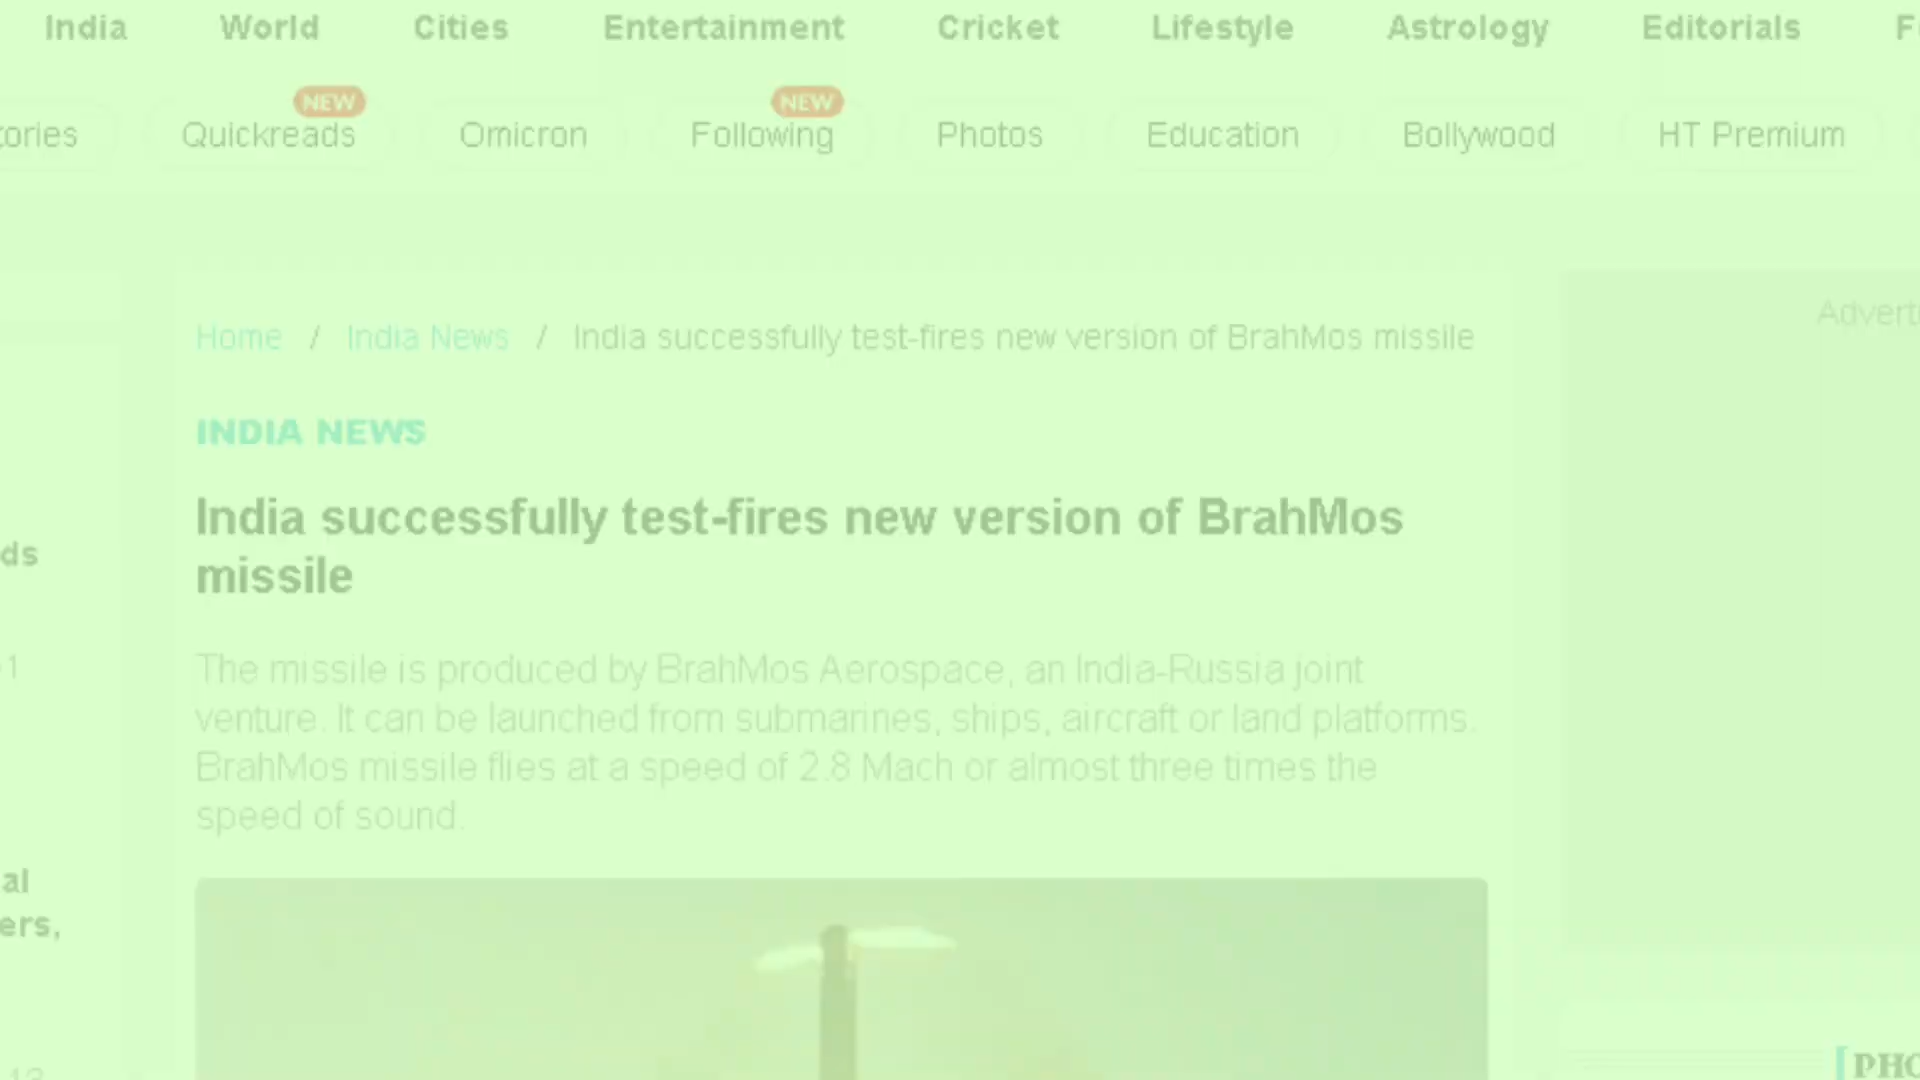 India World Cities Entertainment Cricket Lifestyle Astrology Editorials
NEW NEW
Quickreads Omicron Following Photos Education Bollywood HT Premium
Home / India News / India successfully test-fires new version of BrahMos missile
INDIA NEWS
India successfully test-fires new version of BrahMos
missile
The missile is produced by BrahMos Aerospace, an India-Russia joint
venture. It can be launched from submarines, ships, aircraft or land platforms.
BrahMos missile flies at a speed of 2.8 Mach or almost three times the
speed of sound.